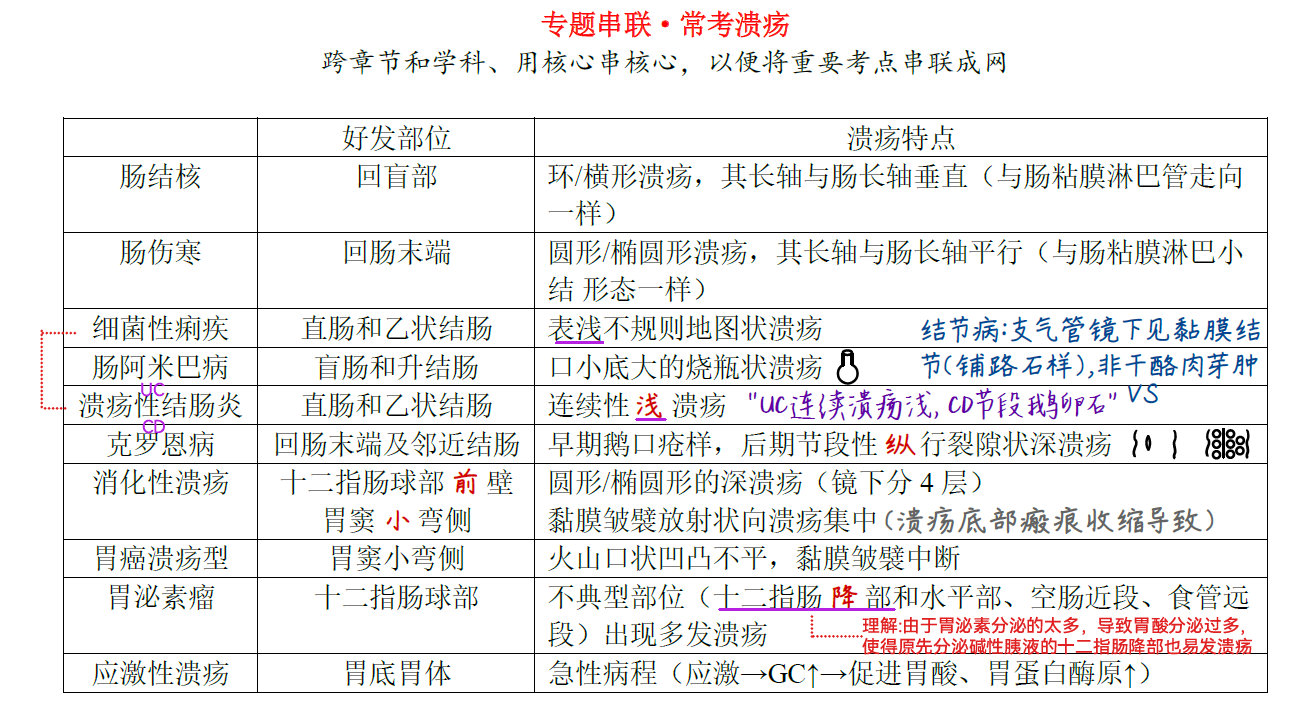 专题串联·常考溃疡
跨章节和学科、用核心串核心，以便将重要考点串联成网
好发部位 溃疡特点
肠结核 回盲部 环/横形溃疡，其长轴与肠长轴垂直（与肠粘膜淋巴管走向
一样）
肠伤寒 回肠末端 圆形/椭圆形溃疡，其长轴与肠长轴平行（与肠粘膜淋巴小
结 形态一样）
细菌性痢疾 直肠和乙状结肠 表浅不规则地图状溃疡 结节病:支气管镜下见黏膜结
肠阿米巴病 盲肠和升结肠 口小底大的烧瓶状溃疡 节(铺路石样),非干酪肉芽肿
UC VS
溃疡性结肠炎 直肠和乙状结肠 连续性 浅 溃疡 "UC连续溃疡浅, CD节段鹅卵石"
CD
克罗恩病 回肠末端及邻近结肠 早期鹅口疮样，后期节段性 纵 行裂隙状深溃疡
消化性溃疡 十二指肠球部 前 壁 圆形/椭圆形的深溃疡（镜下分 4 层）
胃窦 小 弯侧 黏膜皱襞放射状向溃疡集中(溃疡底部瘢痕收缩导致)
胃癌溃疡型 胃窦小弯侧 火山口状凹凸不平，黏膜皱襞中断
胃泌素瘤 十二指肠球部 不典型部位（十二指肠 降 部和水平部、空肠近段、食管远
段）出现多发溃疡 理解:由于胃泌素分泌的太多，导致胃酸分泌过多，
使得原先分泌碱性胰液的十二指肠降部也易发溃疡
应激性溃疡 胃底胃体 急性病程（应激→GC↑→促进胃酸、胃蛋白酶原↑）